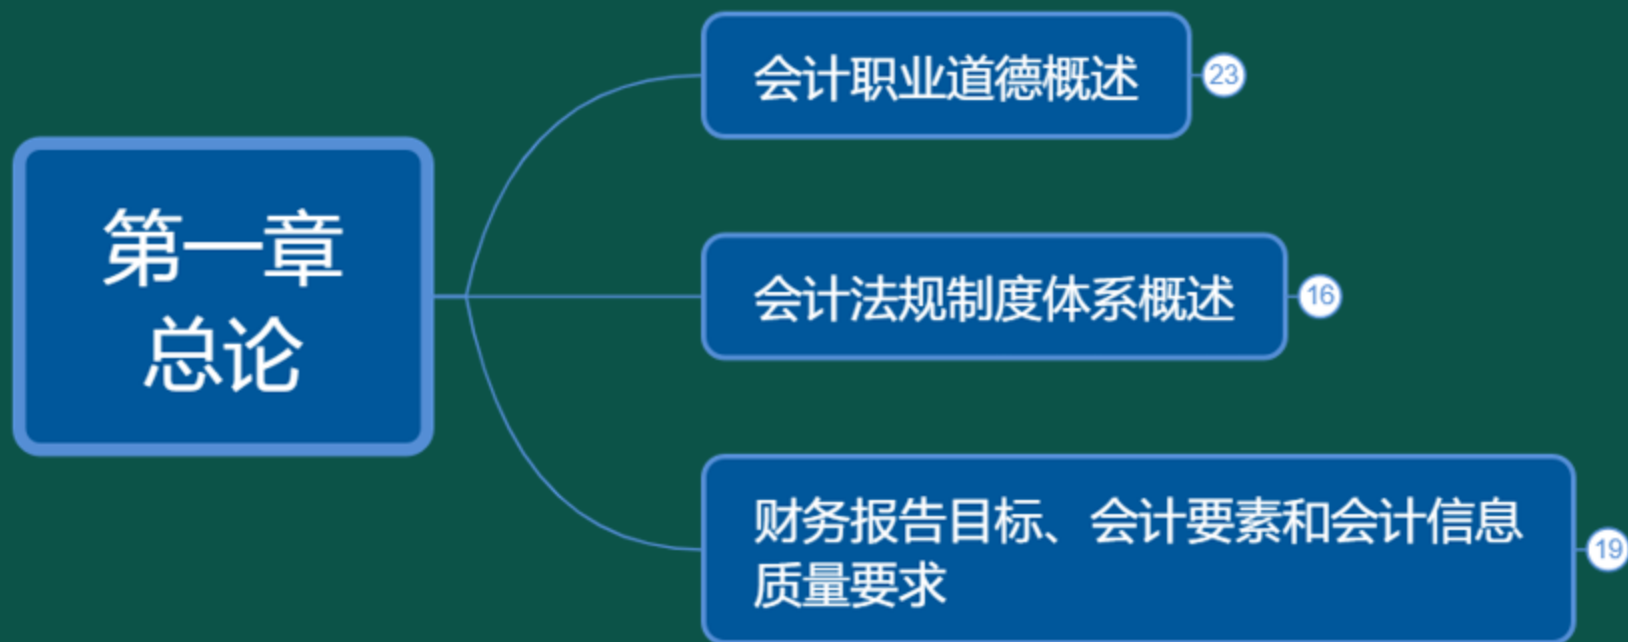 第一章
总论
会计职业道德概述
23
会计法规制度体系概述
16
财务报告目标、会计要素和会计信息
质量要求
19